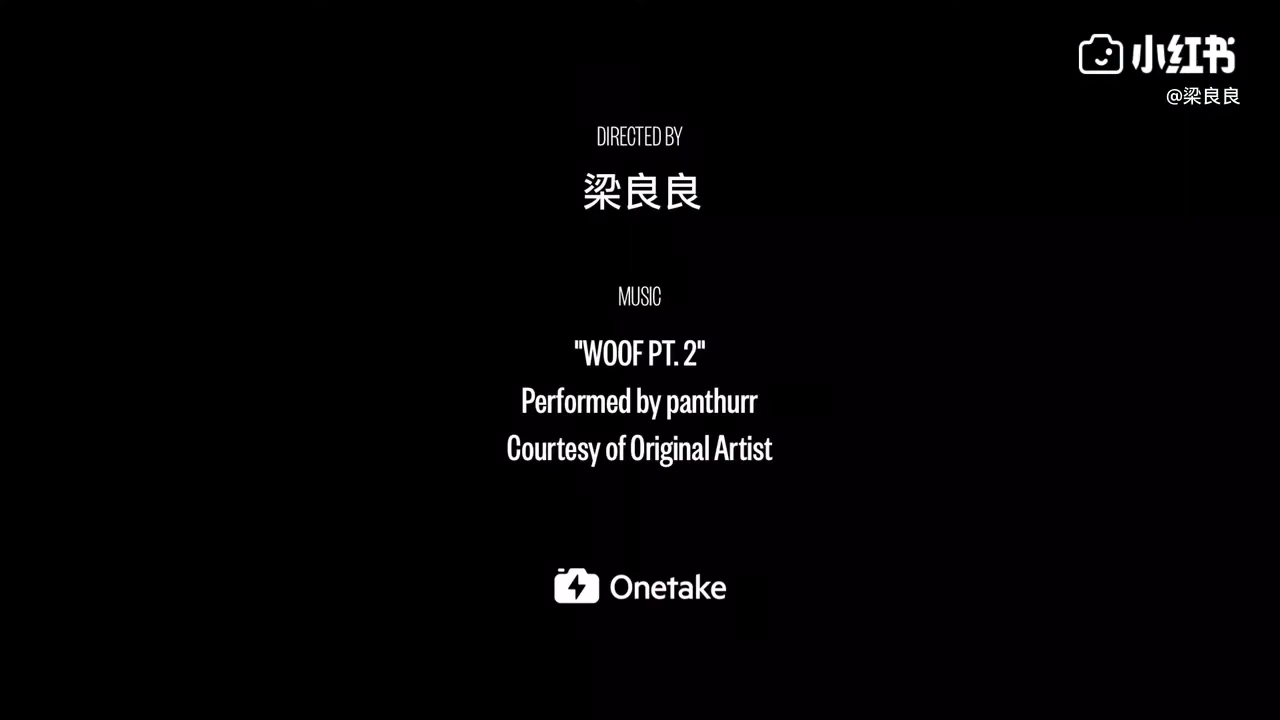 小红书
@梁良良
DIRECTED BY
梁良良
MUSIC
"WOOF PT. 2"
Performed by panthurr
Courtesy of Original Artist
Onetake